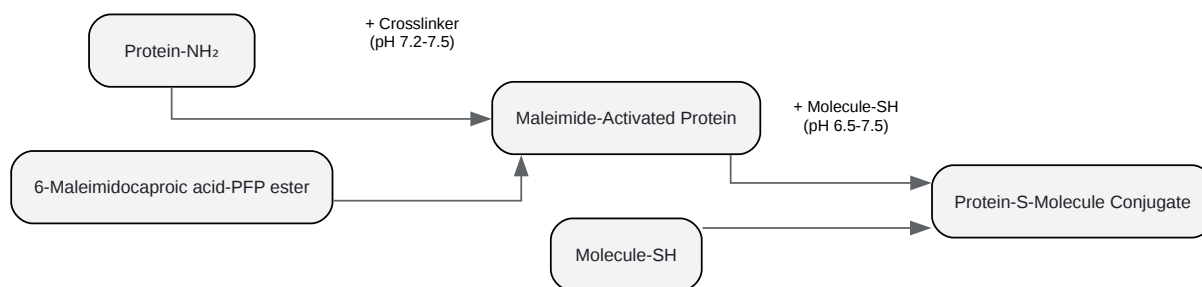 Protein-NH₂
+ Crosslinker
(pH 7.2-7.5)
6-Maleimidocaproic acid-PFP ester
Maleimide-Activated Protein
+ Molecule-SH
(pH 6.5-7.5)
Molecule-SH
Protein-S-Molecule Conjugate